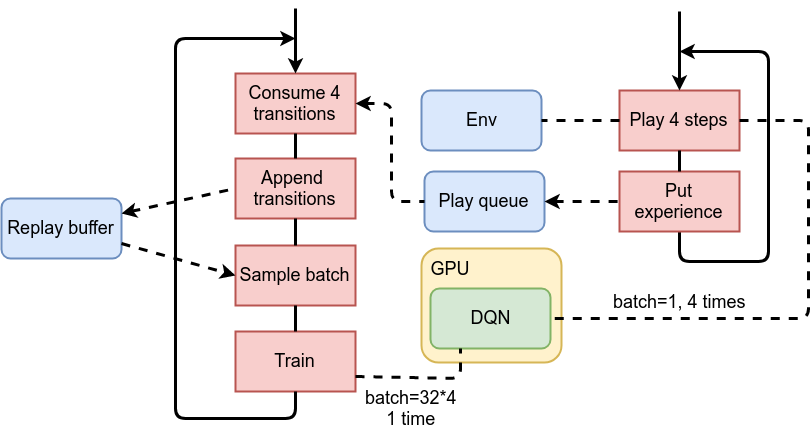 Consume 4
transitions
Append
transitions
Replay buffer
Sample batch
Train
batch=32*4
1 time
Env
Play queue
GPU
DQN
Play 4 steps
Put
experience
batch=1, 4 times